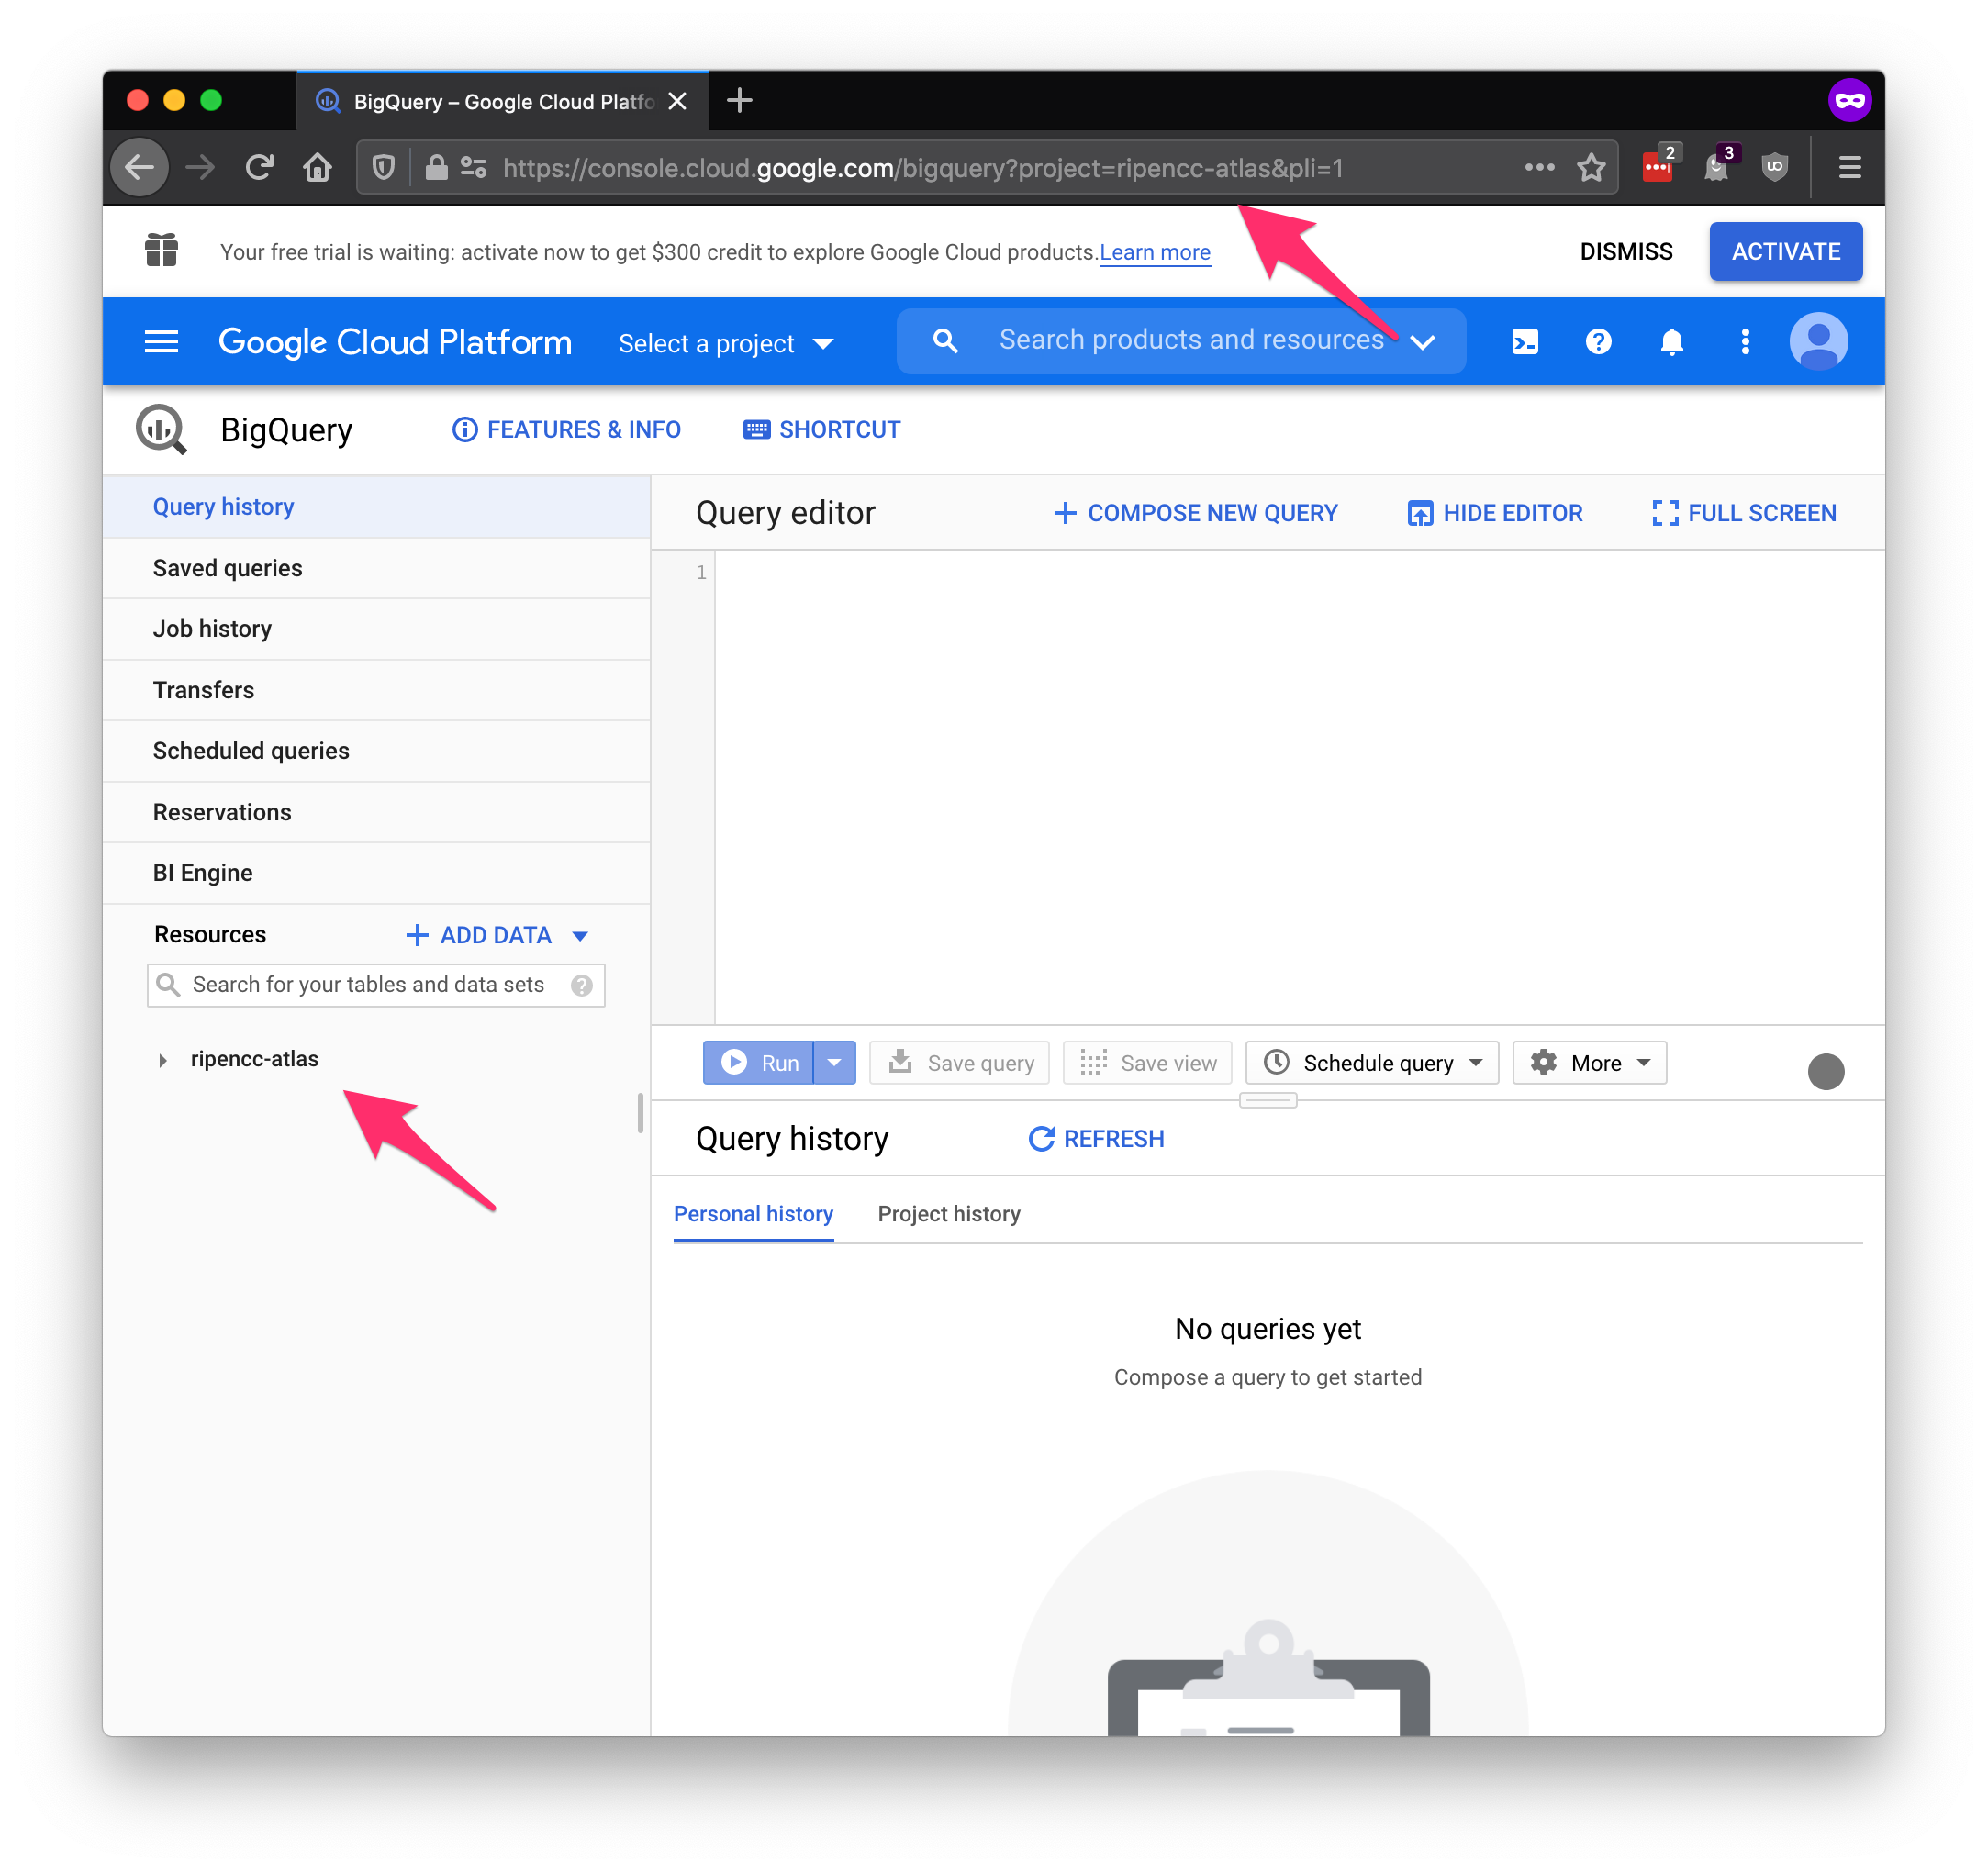 BigQuery – Google Cloud Platfo
https://console.cloud.google.com/bigquery?project=ripencc-atlas&pli=1
2
3
Your free trial is waiting: activate now to get $300 credit to explore Google Cloud products. Learn more
DISMISS
ACTIVATE
Google Cloud Platform
Select a project
Search products and resources
BigQuery
FEATURES & INFO
SHORTCUT
Query history
Saved queries
Job history
Transfers
Scheduled queries
Reservations
BI Engine
Resources
ADD DATA
Search for your tables and data sets
ripencc-atlas
Query editor
COMPOSE NEW QUERY
HIDE EDITOR
FULL SCREEN
1
Run
Save query
Save view
Schedule query
More
Query history
REFRESH
Personal history
Project history
No queries yet
Compose a query to get started